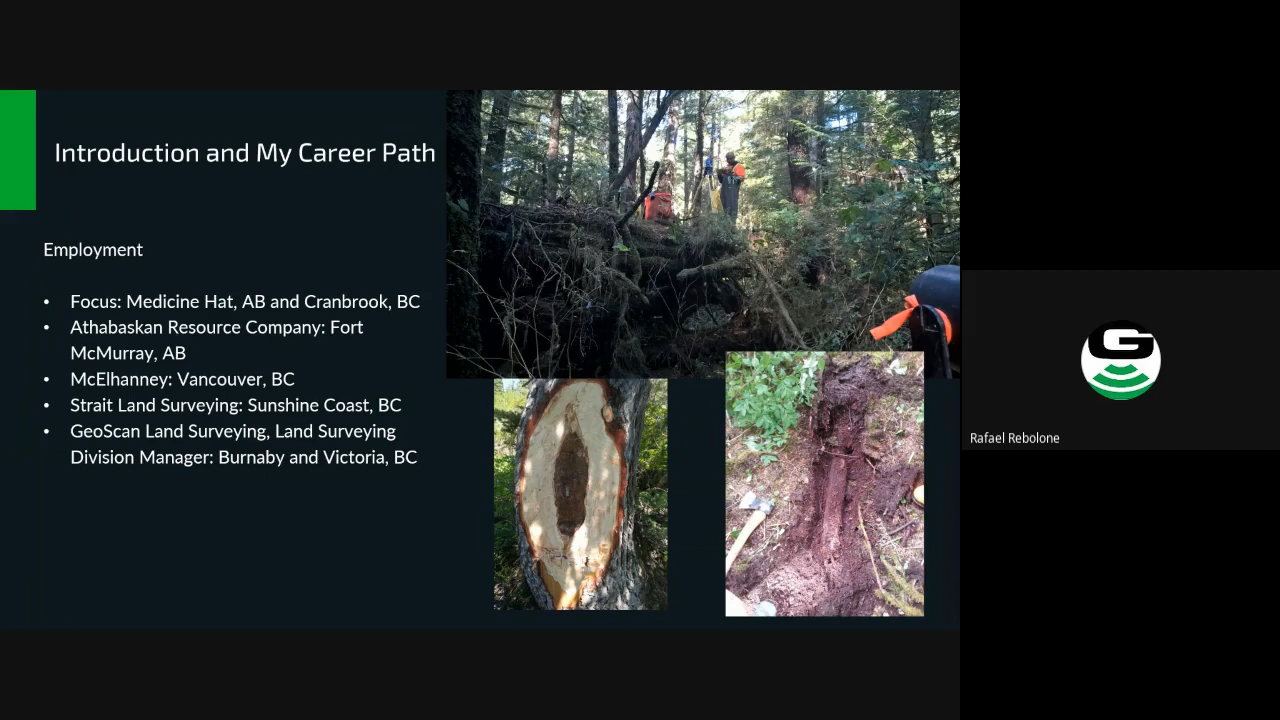 Introduction and My Career Path
Employment
• Focus: Medicine Hat, AB and Cranbrook, BC
• Athabaskan Resource Company: Fort
McMurray, AB
• McElhanney: Vancouver, BC
• Strait Land Surveying: Sunshine Coast, BC
• GeoScan Land Surveying, Land Surveying
Division Manager: Burnaby and Victoria, BC
G
Rafael Rebolone